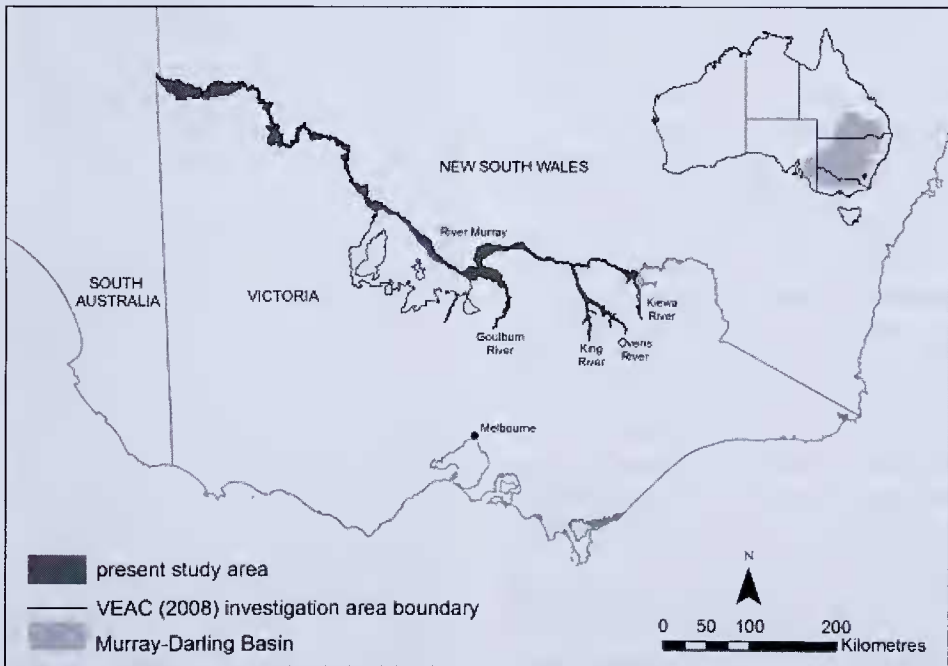 NEW SOUTH WALES
River Murray
SOUTH
AUSTRALIA
VICTORIA
Goulburn
River
King
River
Ovens
River
Kiewa
River
Melbourne
present study area
VEAC (2008) investigation area boundary
Murray-Darling Basin
N
0 50 100 200
Kilometres